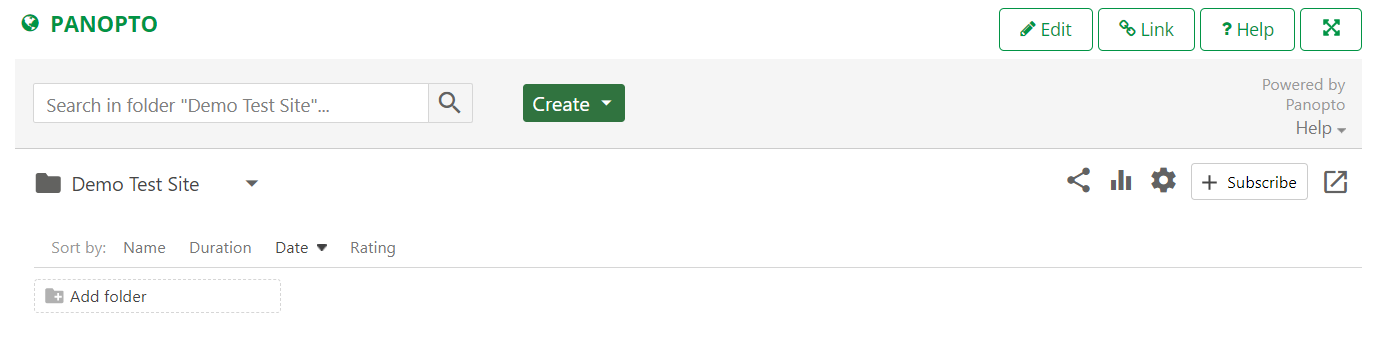 PANOPTO
Edit Link ? Help
Search in folder "Demo Test Site"...
Create
Powered by
Panopto
Help
Demo Test Site
+ Subscribe
Sort by: Name Duration Date Rating
Add folder